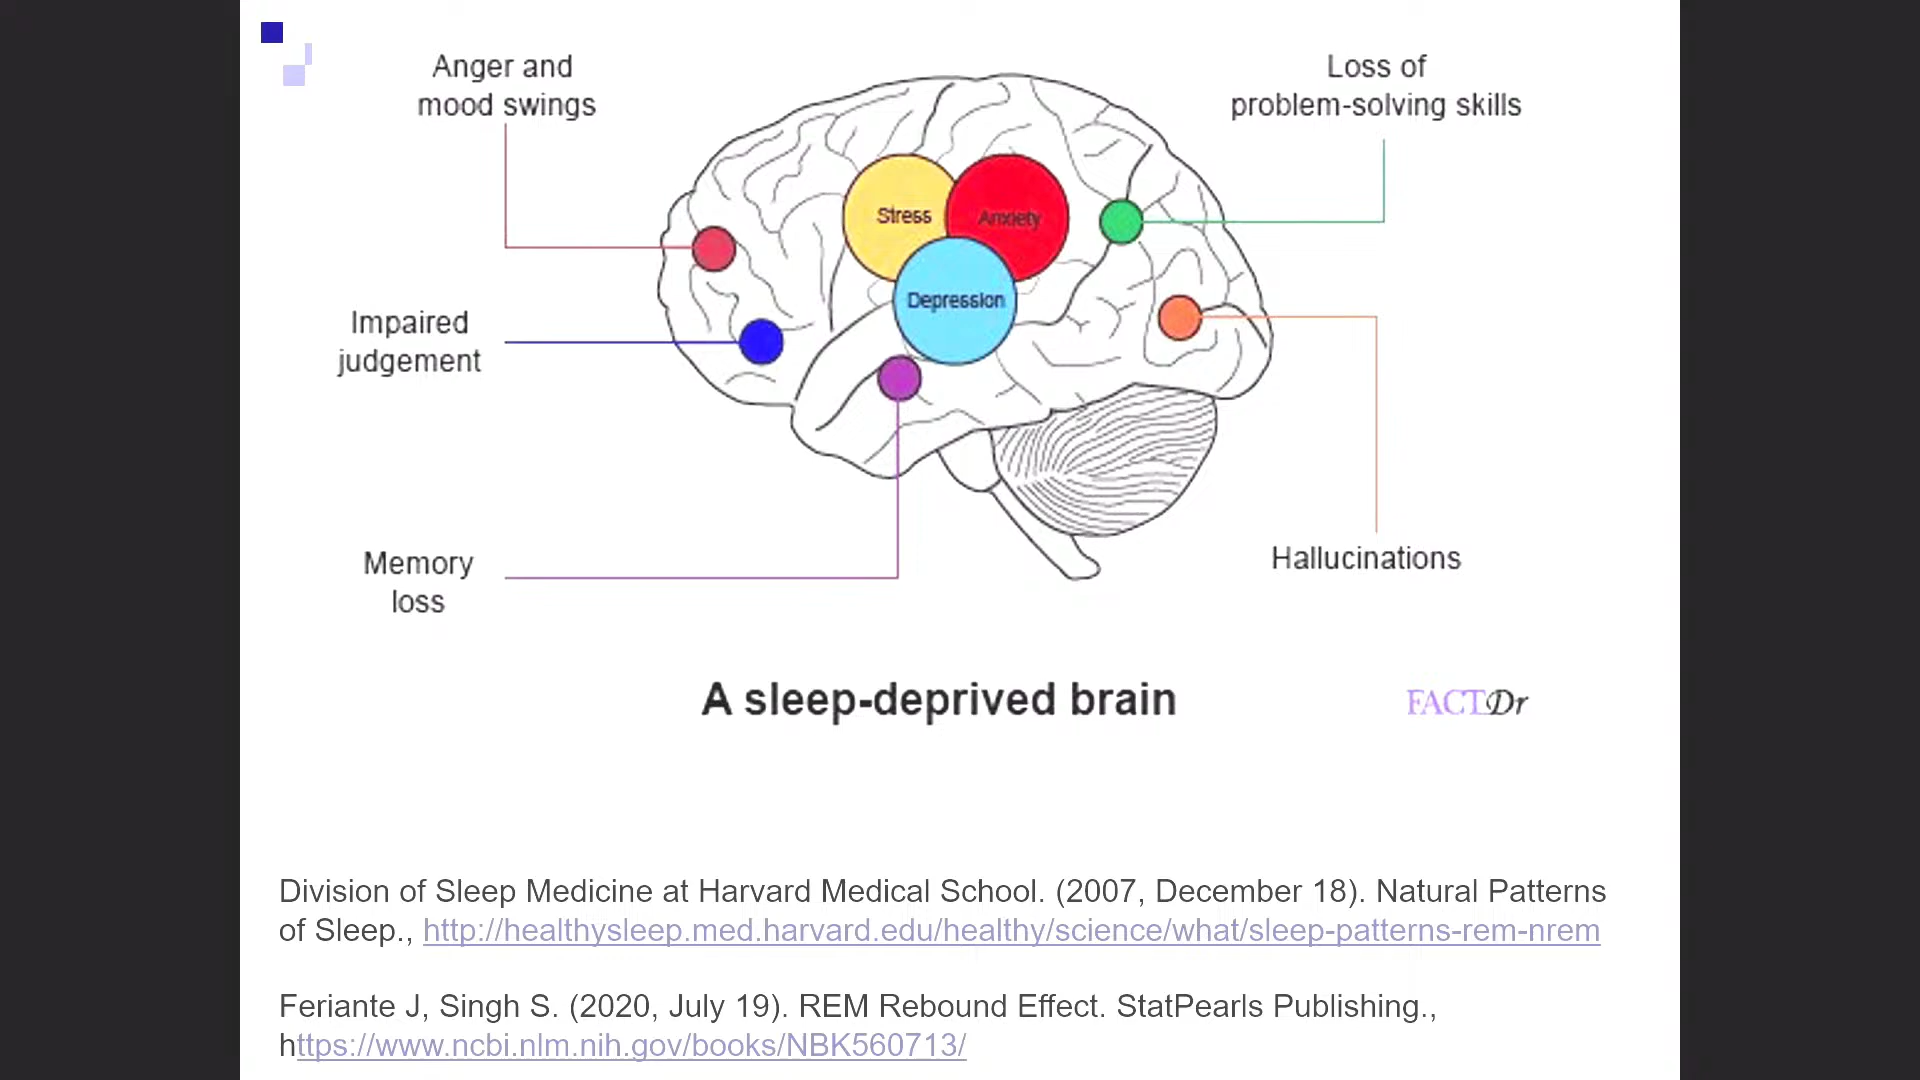 Anger and
mood swings
Loss of
problem-solving skills
Stress
Anxiety
Depression
Impaired
judgement
Memory
loss
Hallucinations
A sleep-deprived brain
FACTDr
Division of Sleep Medicine at Harvard Medical School. (2007, December 18). Natural Patterns
of Sleep., http://healthysleep.med.harvard.edu/healthy/science/what/sleep-patterns-rem-nrem
Feriante J, Singh S. (2020, July 19). REM Rebound Effect. StatPearls Publishing.,
https://www.ncbi.nlm.nih.gov/books/NBK560713/